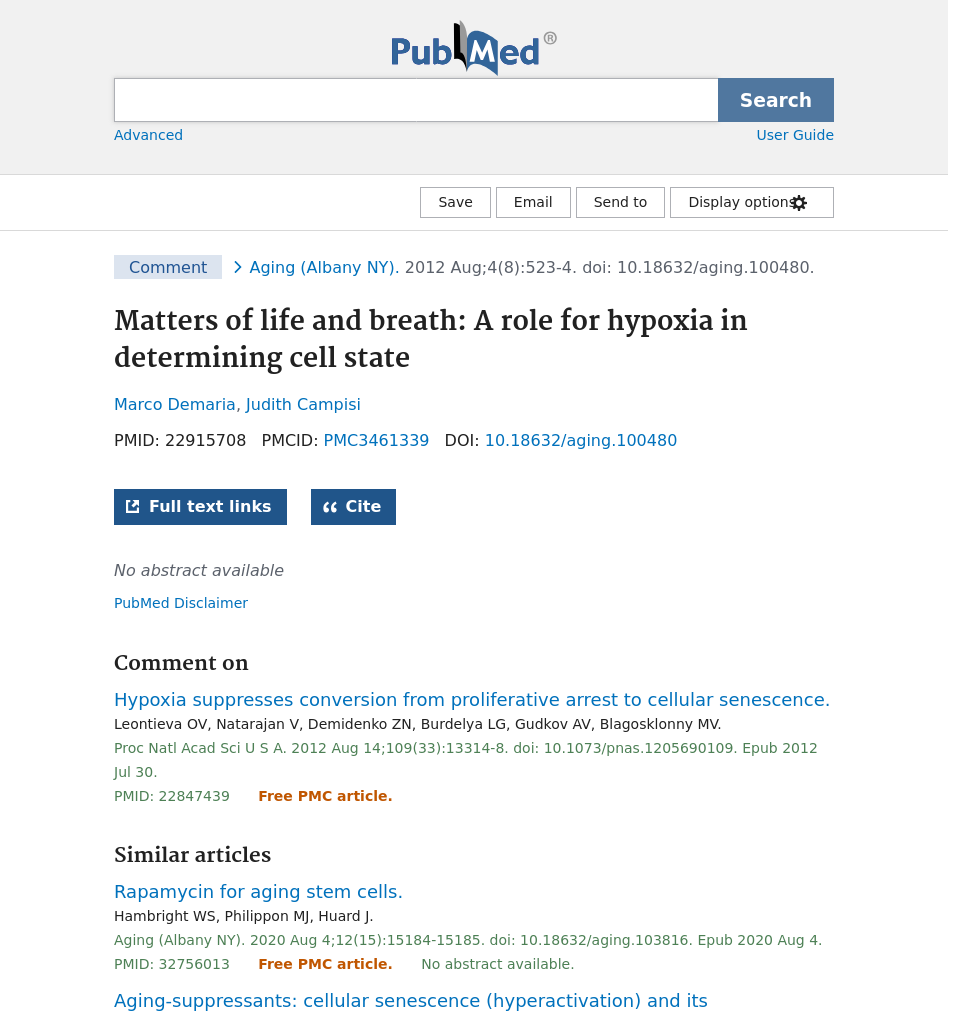 PubMed®
Search
Advanced
User Guide
Save
Email
Send to
Display options
Comment
Aging (Albany NY). 2012 Aug;4(8):523-4. doi: 10.18632/aging.100480.
Matters of life and breath: A role for hypoxia in
determining cell state
Marco Demaria, Judith Campisi
PMID: 22915708 PMCID: PMC3461339 DOI: 10.18632/aging.100480
Full text links
Cite
No abstract available
PubMed Disclaimer
Comment on
Hypoxia suppresses conversion from proliferative arrest to cellular senescence.
Leontieva OV, Natarajan V, Demidenko ZN, Burdelya LG, Gudkov AV, Blagosklonny MV.
Proc Natl Acad Sci U S A. 2012 Aug 14;109(33):13314-8. doi: 10.1073/pnas.1205690109. Epub 2012
Jul 30.
PMID: 22847439 Free PMC article.
Similar articles
Rapamycin for aging stem cells.
Hambright WS, Philippon MJ, Huard J.
Aging (Albany NY). 2020 Aug 4;12(15):15184-15185. doi: 10.18632/aging.103816. Epub 2020 Aug 4.
PMID: 32756013 Free PMC article. No abstract available.
Aging-suppressants: cellular senescence (hyperactivation) and its